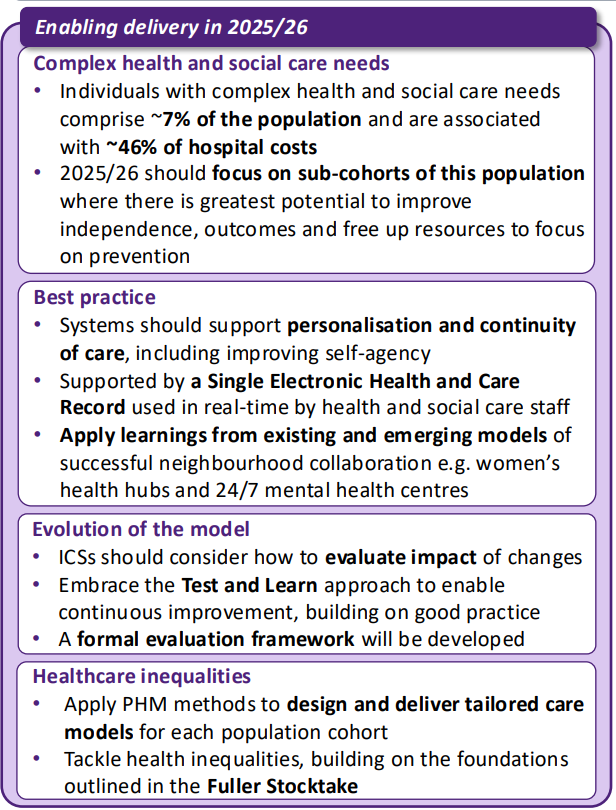 Enabling delivery in 2025/26
Complex health and social care needs
• Individuals with complex health and social care needs
comprise ~7% of the population and are associated
with ~46% of hospital costs
• 2025/26 should focus on sub-cohorts of this population
where there is greatest potential to improve
independence, outcomes and free up resources to focus
on prevention
Best practice
• Systems should support personalisation and continuity
of care, including improving self-agency
• Supported by a Single Electronic Health and Care
Record used in real-time by health and social care staff
• Apply learnings from existing and emerging models of
successful neighbourhood collaboration e.g. women’s
health hubs and 24/7 mental health centres
Evolution of the model
• ICSs should consider how to evaluate impact of changes
• Embrace the Test and Learn approach to enable
continuous improvement, building on good practice
• A formal evaluation framework will be developed
Healthcare inequalities
• Apply PHM methods to design and deliver tailored care
models for each population cohort
• Tackle health inequalities, building on the foundations
outlined in the Fuller Stocktake